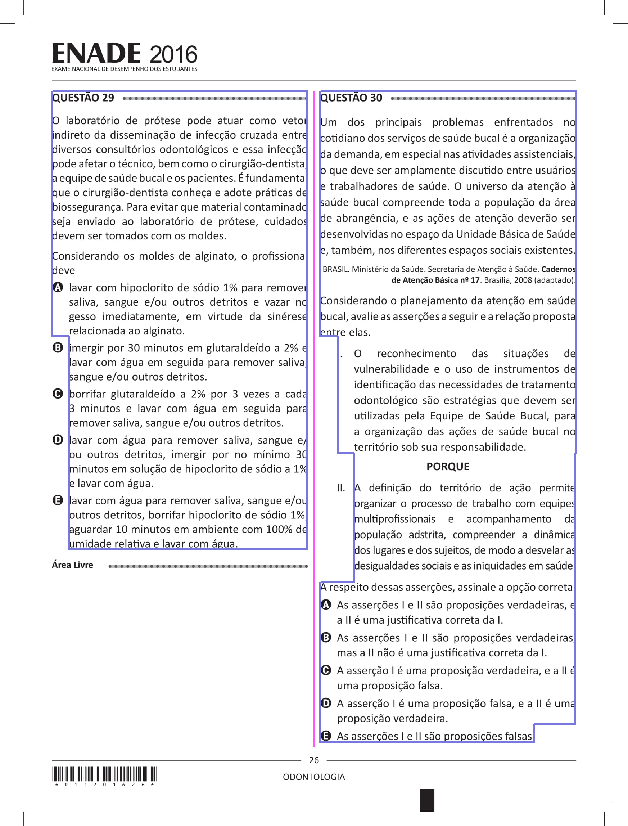 ENADE 2016
EXAME NACIONAL DE DESEMPENHO DOS ESTUDANTES
QUESTÃO 29
O laboratório de prótese pode atuar como vetor
indireto da disseminação de infecção cruzada entre
diversos consultórios odontológicos e essa infecção
pode afetar o técnico, bem como o cirurgião-dentista,
a equipe de saúde bucal e os pacientes. É fundamental
que o cirurgião-dentista conheça e adote práticas de
biossegurança. Para evitar que material contaminado
seja enviado ao laboratório de prótese, cuidados
devem ser tomados com os moldes.
Considerando os moldes de alginato, o profissional
deve
A lavar com hipoclorito de sódio 1% para remover
saliva, sangue e/ou outros detritos e vazar no
gesso imediatamente, em virtude da sinérese
relacionada ao alginato.
B imergir por 30 minutos em glutaraldeído a 2% e
lavar com água em seguida para remover saliva,
sangue e/ou outros detritos.
C borrifar glutaraldeído a 2% por 3 vezes a cada
3 minutos e lavar com água em seguida para
remover saliva, sangue e/ou outros detritos.
D lavar com água para remover saliva, sangue e/
ou outros detritos, imergir por no mínimo 30
minutos em solução de hipoclorito de sódio a 1%
e lavar com água.
E lavar com água para remover saliva, sangue e/ou
outros detritos, borrifar hipoclorito de sódio 1%,
aguardar 10 minutos em ambiente com 100% de
umidade relativa e lavar com água.
Área Livre
QUESTÃO 30
Um dos principais problemas enfrentados no
cotidiano dos serviços de saúde bucal é a organização
da demanda, em especial nas atividades assistenciais,
o que deve ser amplamente discutido entre usuários
e trabalhadores de saúde. O universo da atenção à
saúde bucal compreende toda a população da área
de abrangência, e as ações de atenção deverão ser
desenvolvidas no espaço da Unidade Básica de Saúde
e, também, nos diferentes espaços sociais existentes.
BRASIL. Ministério da Saúde. Secretaria de Atenção à Saúde. Cadernos
de Atenção Básica nº 17. Brasília, 2008 (adaptado).
Considerando o planejamento da atenção em saúde
bucal, avalie as asserções a seguir e a relação proposta
entre elas.
I. O reconhecimento das situações de
vulnerabilidade e o uso de instrumentos de
identificação das necessidades de tratamento
odontológico são estratégias que devem ser
utilizadas pela Equipe de Saúde Bucal, para
a organização das ações de saúde bucal no
território sob sua responsabilidade.
PORQUE
II. A definição do território de ação permite
organizar o processo de trabalho com equipes
multiprofissionais e acompanhamento da
população adstrita, compreender a dinâmica
dos lugares e dos sujeitos, de modo a desvelar as
desigualdades sociais e as iniquidades em saúde.
A respeito dessas asserções, assinale a opção correta.
A As asserções I e II são proposições verdadeiras, e
a II é uma justificativa correta da I.
B As asserções I e II são proposições verdadeiras,
mas a II não é uma justificativa correta da I.
C A asserção I é uma proposição verdadeira, e a II é
uma proposição falsa.
D A asserção I é uma proposição falsa, e a II é uma
proposição verdadeira.
E As asserções I e II são proposições falsas.
26
ODONTOLOGIA